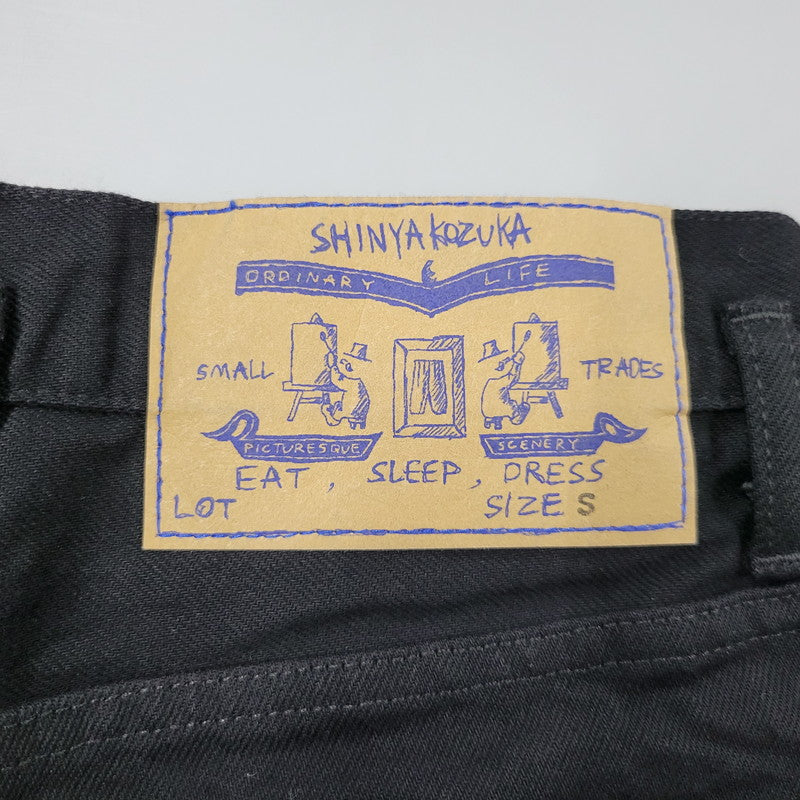 SHINYAKOZUKA
ORDINARY & LIFE
SMALL TRADES
PICTURESQUE SCENERY
EAT, SLEEP, DRESS
LOT SIZE S